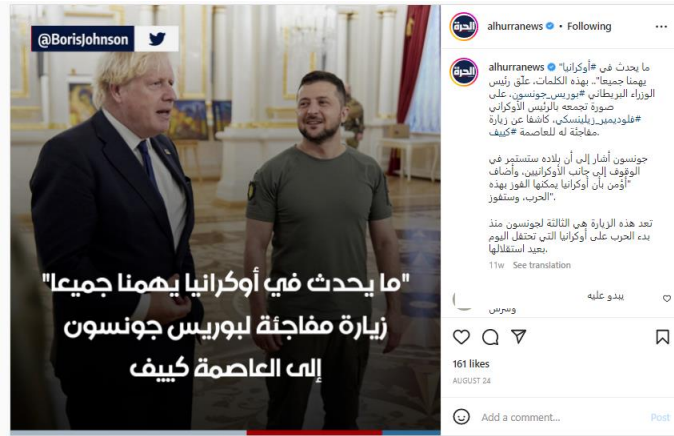 @BorisJohnson
"ما يحدث في أوكرانيا يهمنا جميعا"
زيارة مفاجئة لبوريس جونسون
إلى العاصمة كييف
الحرة
alhurranews • Following
الحرة
alhurranews ما يحدث في #أوكرانيا"
يهمنا جميعا".. بهذه الكلمات، علّق رئيس
الوزراء البريطاني #بوريس_جونسون، على
صورة تجمعه بالرئيس الأوكراني
#فلوديمير_زيلينسكي، كاشفا عن زيارة
مفاجئة له للعاصمة #كييف.
جونسون أشار إلى أن بلاده ستستمر في
الوقوف إلى جانب الأوكرانيين، وأضاف
"أؤمن بأن أوكرانيا يمكنها الفوز بهذه
الحرب، وستفوز".
تعد هذه الزيارة هي الثالثة لجونسون منذ
بدء الحرب على أوكرانيا التي تحتفل اليوم
بعيد استقلالها.
11w See translation
يبدو عليه
161 likes
AUGUST 24
Add a comment...
Post